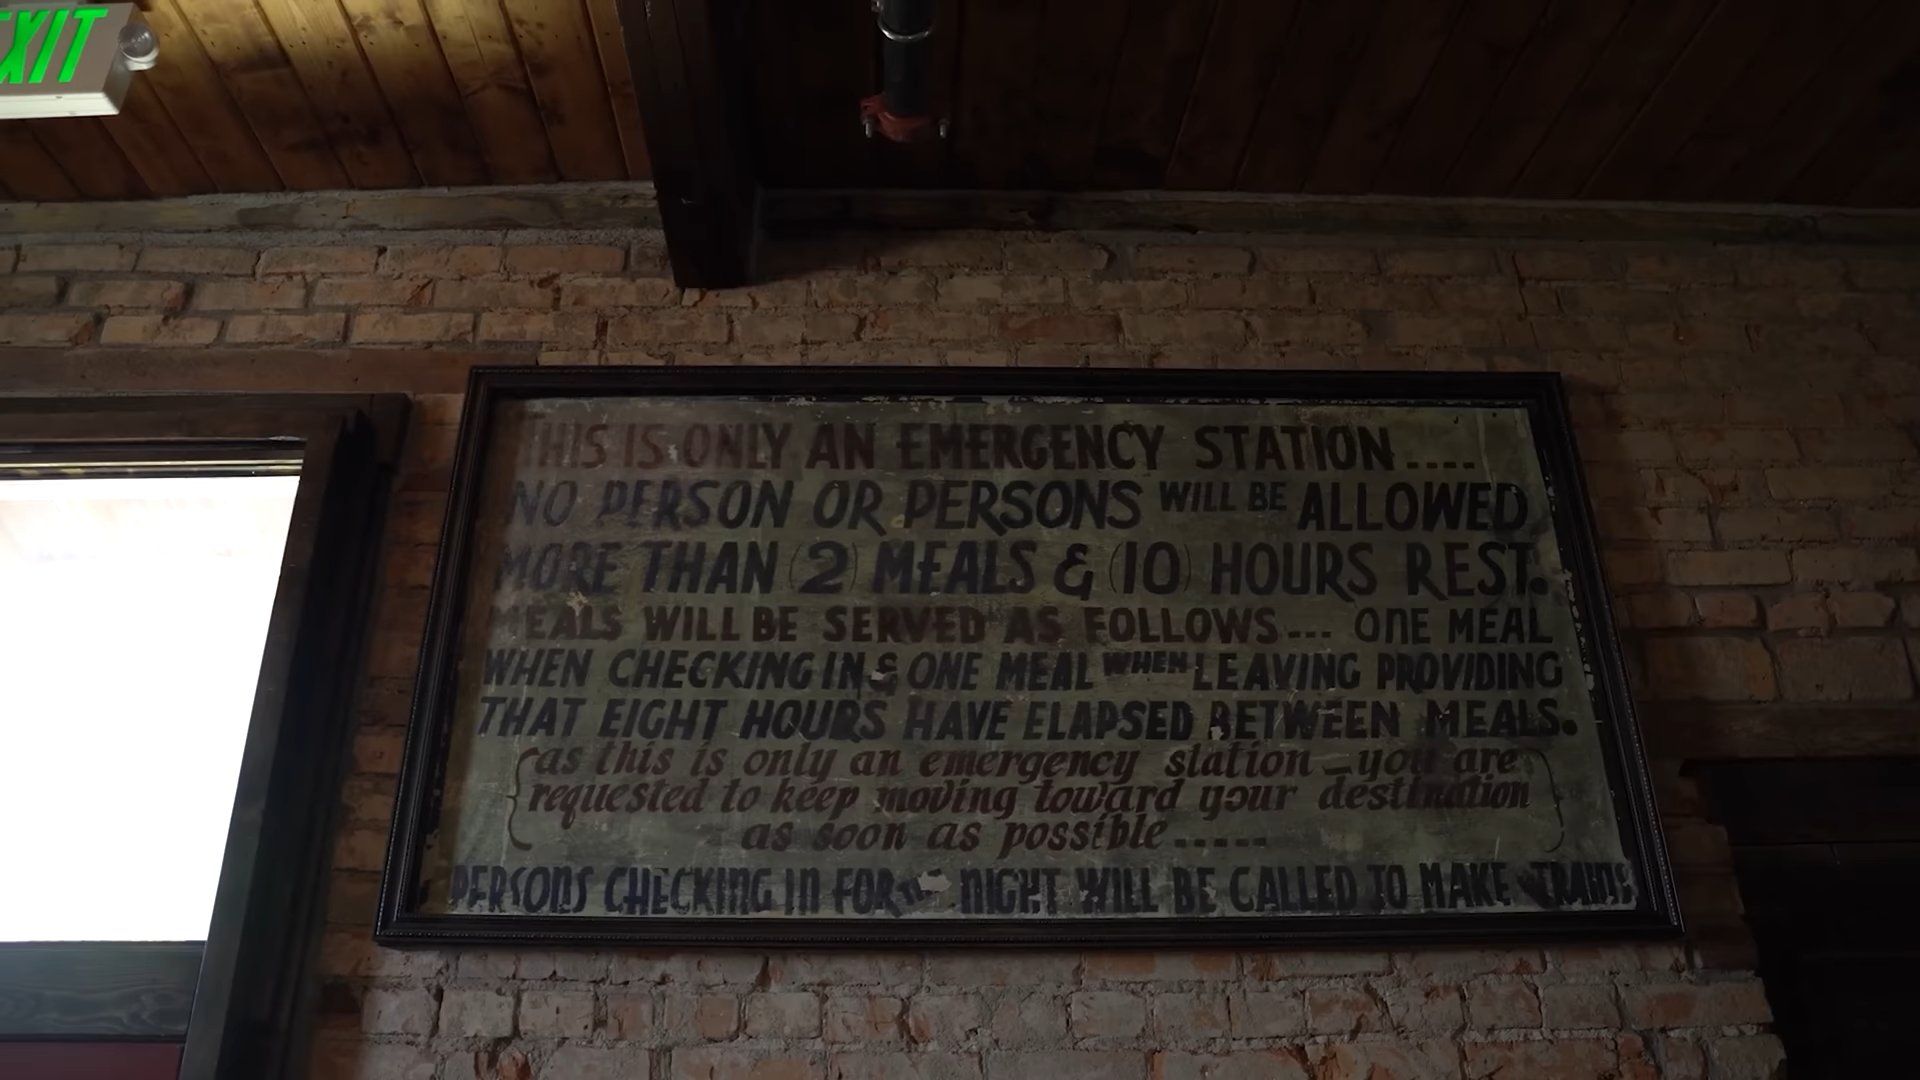 EXIT
THIS IS ONLY AN EMERGENCY STATION....
NO PERSON OR PERSONS WILL BE ALLOWED
MORE THAN (2) MEALS & (10) HOURS REST.
MEALS WILL BE SERVED AS FOLLOWS... ONE MEAL
WHEN CHECKING IN & ONE MEAL WHEN LEAVING PROVIDING
THAT EIGHT HOURS HAVE ELAPSED BETWEEN MEALS.
as this is only an emergency station - you are
requested to keep moving toward your destination
as soon as possible.....
PERSONS CHECKING IN FOR NIGHT WILL BE CALLED TO MAKE TRAINS